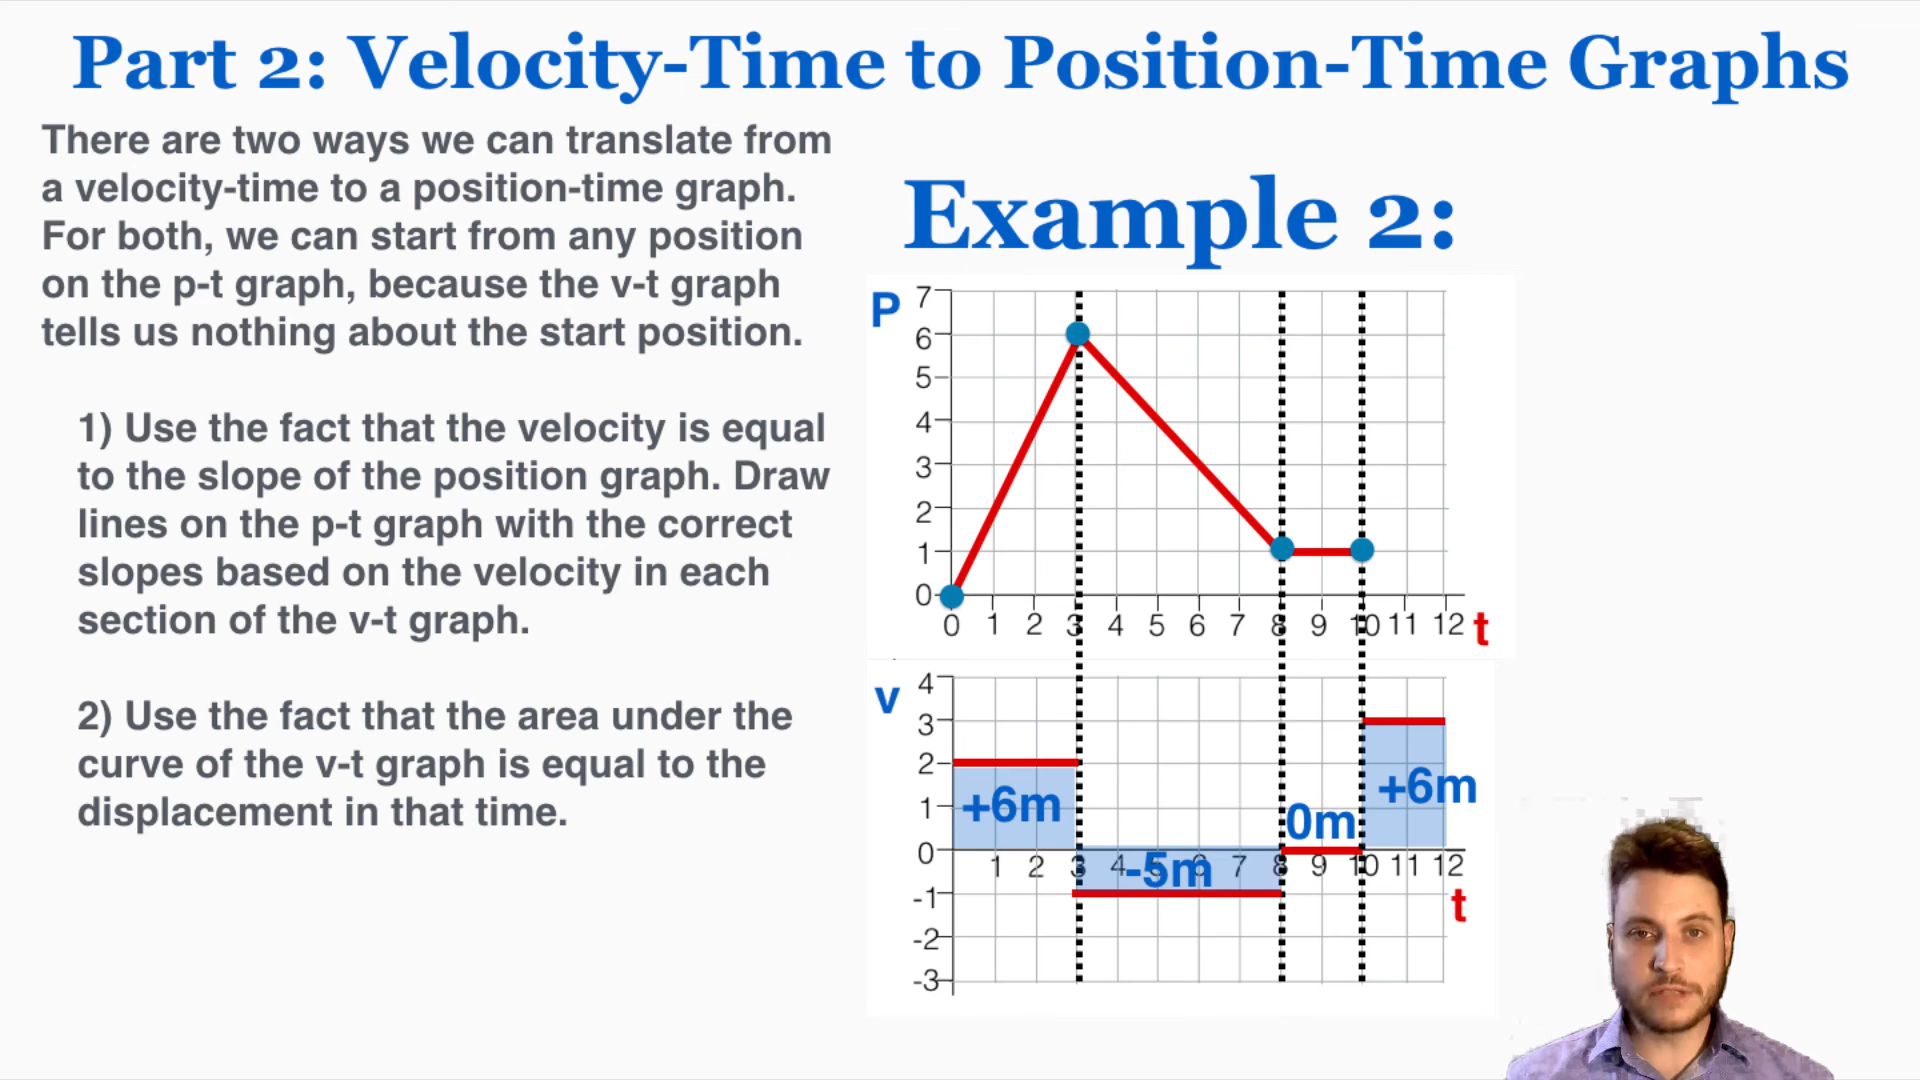 Part 2: Velocity-Time to Position-Time Graphs
There are two ways we can translate from
a velocity-time to a position-time graph.
For both, we can start from any position
on the p-t graph, because the v-t graph
tells us nothing about the start position.
1) Use the fact that the velocity is equal
to the slope of the position graph. Draw
lines on the p-t graph with the correct
slopes based on the velocity in each
section of the v-t graph.
2) Use the fact that the area under the
curve of the v-t graph is equal to the
displacement in that time.
Example 2:
P
7
6
5
4
3
2
1
0
0 1 2 3 4 5 6 7 8 9 10 11 12 t
v
4
3
2
1
0
-1
-2
-3
+6m
-5m
0m
+6m
1 2 3 4 5 6 7 8 9 10 11 12
t